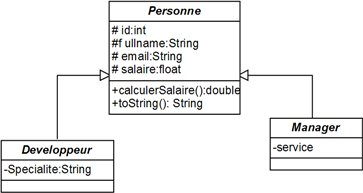 Personne
# id:int
#f ullname:String
# email:String
# salaire:float
+calculerSalaire():double
+toString(): String
Developpeur
-Specialite:String
Manager
-service